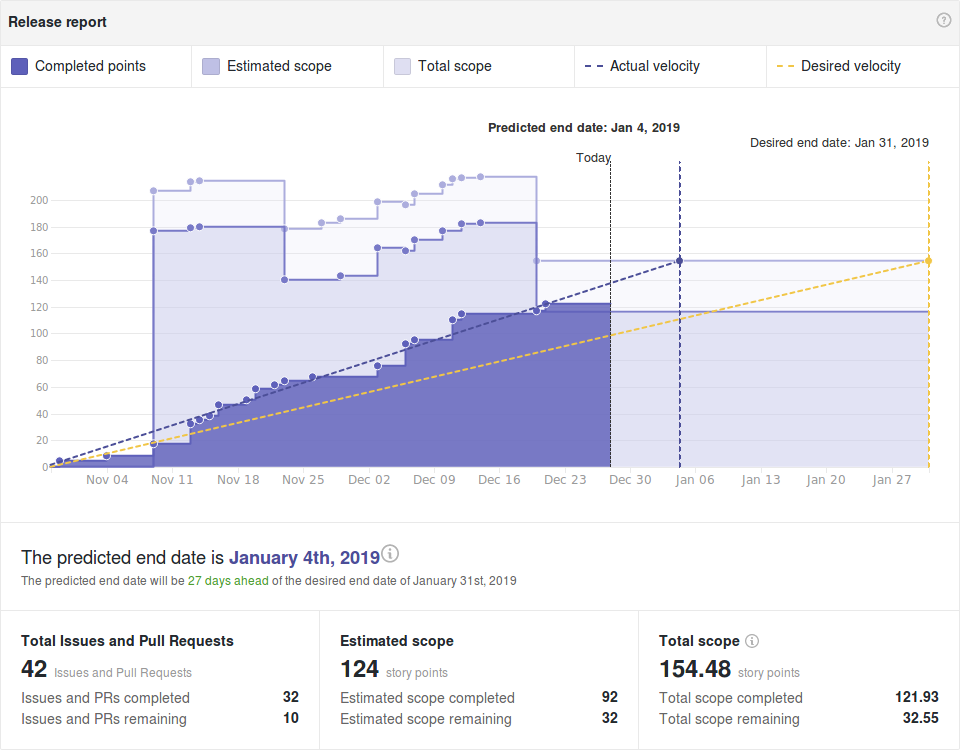 Release report
?
Completed points
Estimated scope
Total scope
Actual velocity
Desired velocity
Predicted end date: Jan 4, 2019
Desired end date: Jan 31, 2019
Today
200
180
160
140
120
100
80
60
40
20
0
Nov 04 Nov 11 Nov 18 Nov 25 Dec 02 Dec 09 Dec 16 Dec 23 Dec 30 Jan 06 Jan 13 Jan 20 Jan 27
The predicted end date is January 4th, 2019
The predicted end date will be 27 days ahead of the desired end date of January 31st, 2019
Total Issues and Pull Requests
42 Issues and Pull Requests
Issues and PRs completed 32
Issues and PRs remaining 10
Estimated scope
124 story points
Estimated scope completed 92
Estimated scope remaining 32
Total scope
154.48 story points
Total scope completed 121.93
Total scope remaining 32.55